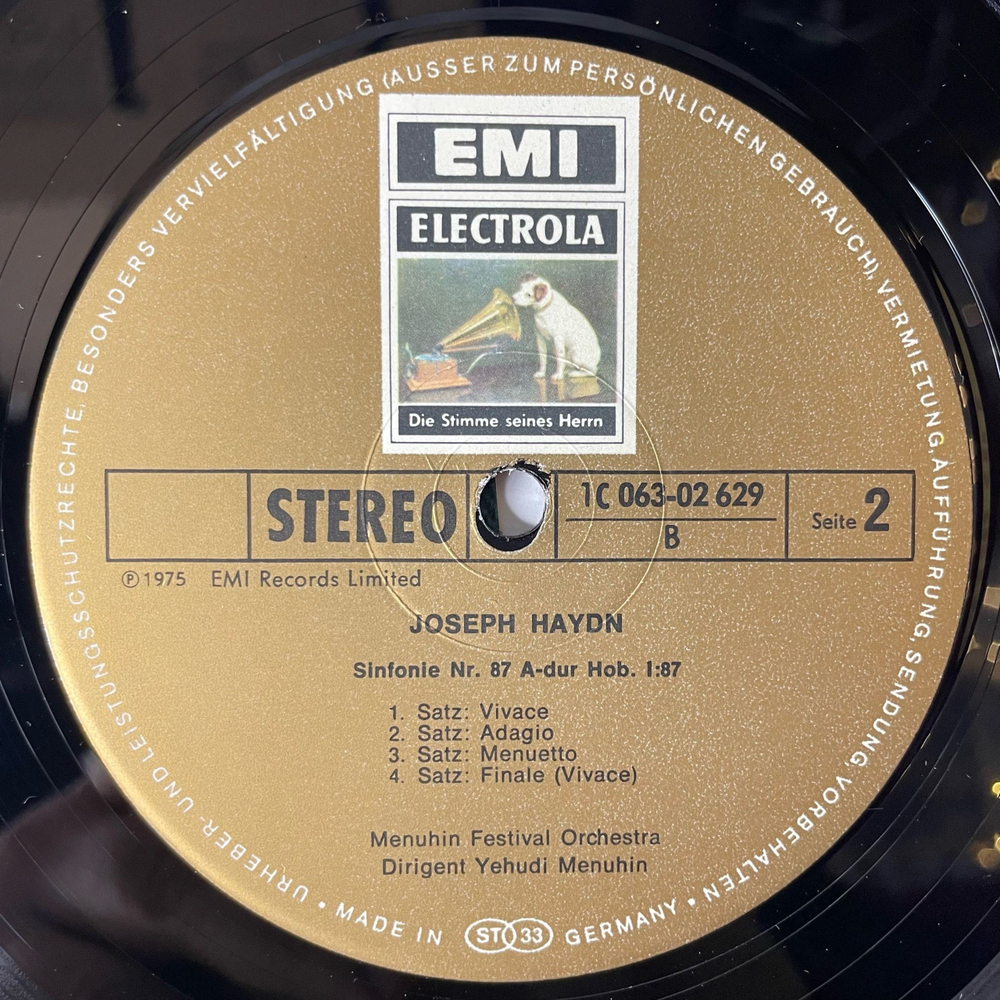 EMI
ELECTROLA
Die Stimme seines Herrn
STEREO
1C 063-02 629
B
Seite 2
Ⓟ 1975 EMI Records Limited
JOSEPH HAYDN
Sinfonie Nr. 87 A-dur Hob. I:87
1. Satz: Vivace
2. Satz: Adagio
3. Satz: Menuetto
4. Satz: Finale (Vivace)
Menuhin Festival Orchestra
Dirigent Yehudi Menuhin
URHEBER- UND LEISTUNGSSCHUTZRECHTE, BESONDERS VERVIELFÄLTIGUNG (AUSSER ZUM PERSÖNLICHEN GEBRAUCH), VERMIETUNG, AUFFÜHRUNG, SENDUNG, VORBEHALTEN •
• MADE IN ST 33 GERMANY